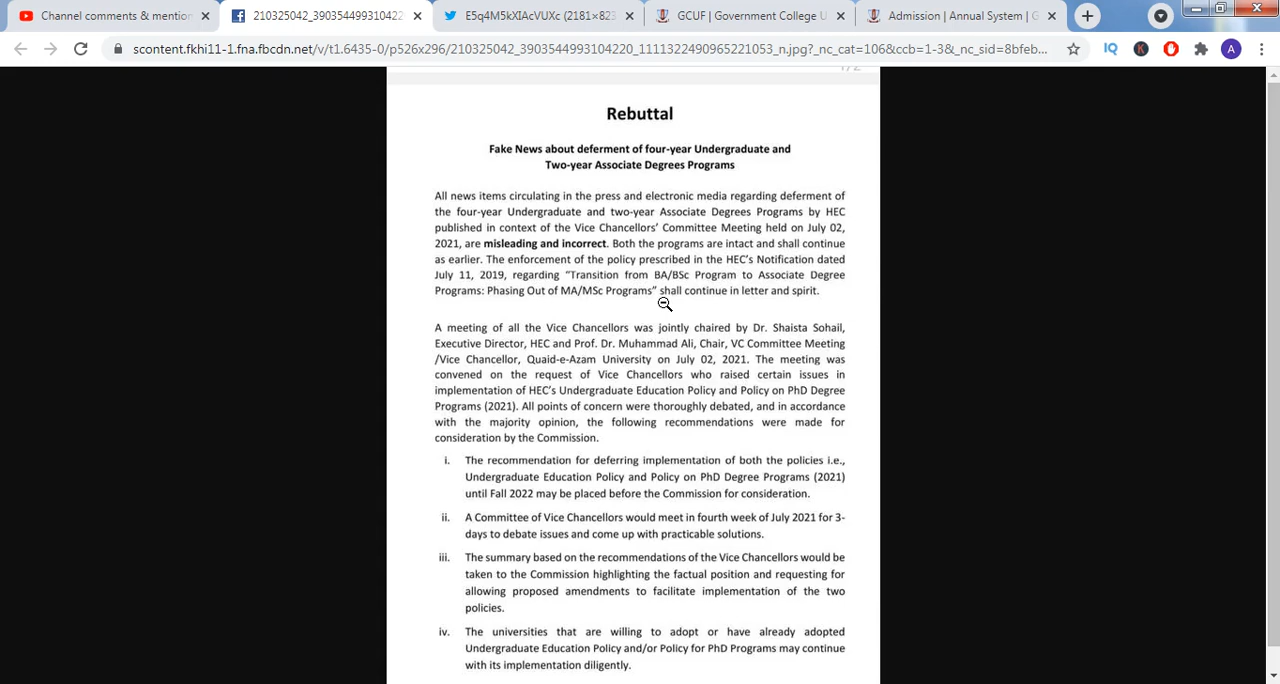 Channel comments & mention
210325042_39035449931042
E5q4M5kXIAcVUXc (2181×823
GCUF | Government College U
Admission | Annual System | G
scontent.fkhi11-1.fna.fbcdn.net/v/t1.6435-0/p526x296/210325042_3903544993104220_1111322490965221053_n.jpg?_nc_cat=106&ccb=1-3&_nc_sid=8bfeb...
IQ
K
A
1/2
Rebuttal
Fake News about deferment of four-year Undergraduate and
Two-year Associate Degrees Programs
All news items circulating in the press and electronic media regarding deferment of
the four-year Undergraduate and two-year Associate Degrees Programs by HEC
published in context of the Vice Chancellors' Committee Meeting held on July 02,
2021, are misleading and incorrect. Both the programs are intact and shall continue
as earlier. The enforcement of the policy prescribed in the HEC's Notification dated
July 11, 2019, regarding "Transition from BA/BSc Program to Associate Degree
Programs: Phasing Out of MA/MSc Programs" shall continue in letter and spirit.
A meeting of all the Vice Chancellors was jointly chaired by Dr. Shaista Sohail,
Executive Director, HEC and Prof. Dr. Muhammad Ali, Chair, VC Committee Meeting
/Vice Chancellor, Quaid-e-Azam University on July 02, 2021. The meeting was
convened on the request of Vice Chancellors who raised certain issues in
implementation of HEC's Undergraduate Education Policy and Policy on PhD Degree
Programs (2021). All points of concern were thoroughly debated, and in accordance
with the majority opinion, the following recommendations were made for
consideration by the Commission.
i. The recommendation for deferring implementation of both the policies i.e.,
Undergraduate Education Policy and Policy on PhD Degree Programs (2021)
until Fall 2022 may be placed before the Commission for consideration.
ii. A Committee of Vice Chancellors would meet in fourth week of July 2021 for 3-
days to debate issues and come up with practicable solutions.
iii. The summary based on the recommendations of the Vice Chancellors would be
taken to the Commission highlighting the factual position and requesting for
allowing proposed amendments to facilitate implementation of the two
policies.
iv. The universities that are willing to adopt or have already adopted
Undergraduate Education Policy and/or Policy for PhD Programs may continue
with its implementation diligently.